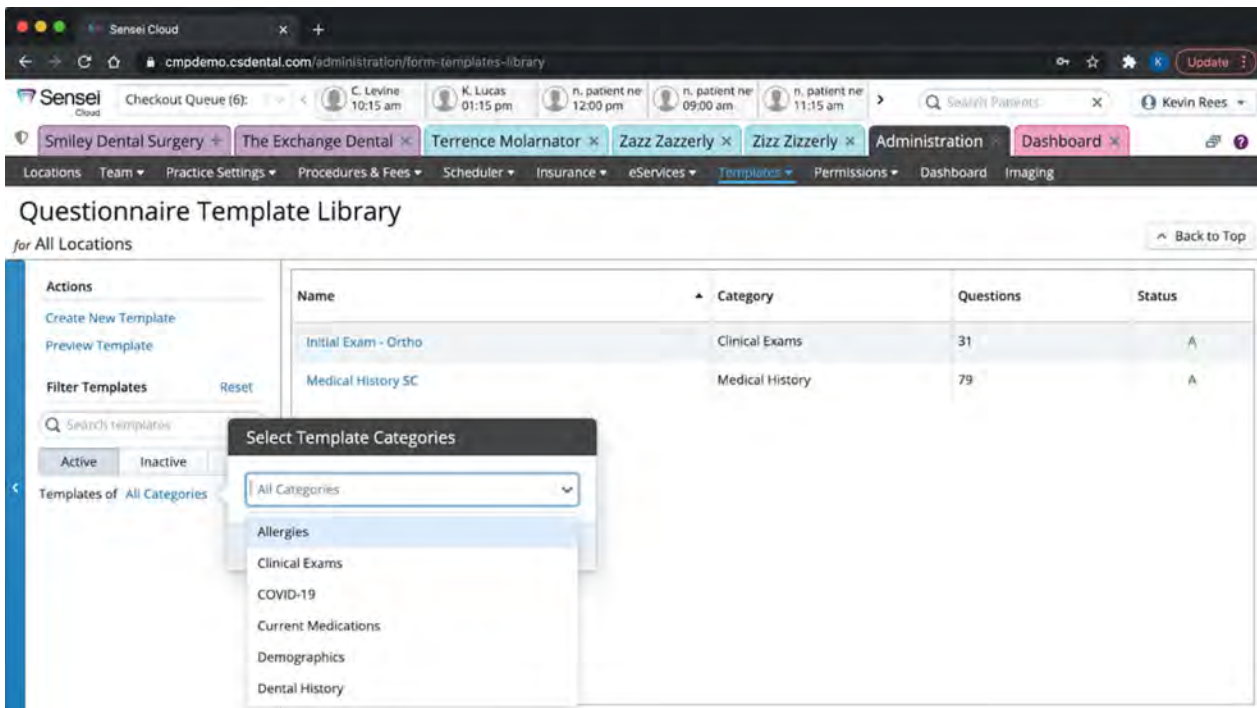 Sensei Cloud
cmpdemo.csdental.com/administration/form-templates-library
K
Update
Sensei
Cloud
Checkout Queue (6):
C. Levine
10:15 am
K. Lucas
01:15 pm
n. patient ne
12:00 pm
n. patient ne
09:00 am
n. patient ne
11:15 am
Search Patients
Kevin Rees
Smiley Dental Surgery
The Exchange Dental
Terrence Molarnator
Zazz Zazzerly
Zizz Zizzerly
Administration
Dashboard
Locations Team Practice Settings Procedures & Fees Scheduler Insurance eServices Templates Permissions Dashboard Imaging
Questionnaire Template Library
for All Locations
Back to Top
Actions
Create New Template
Preview Template
Filter Templates Reset
Search templates
Active Inactive
Templates of All Categories
Name Category Questions Status
Initial Exam - Ortho Clinical Exams 31 A
Medical History SC Medical History 79 A
Select Template Categories
All Categories
Allergies
Clinical Exams
COVID-19
Current Medications
Demographics
Dental History